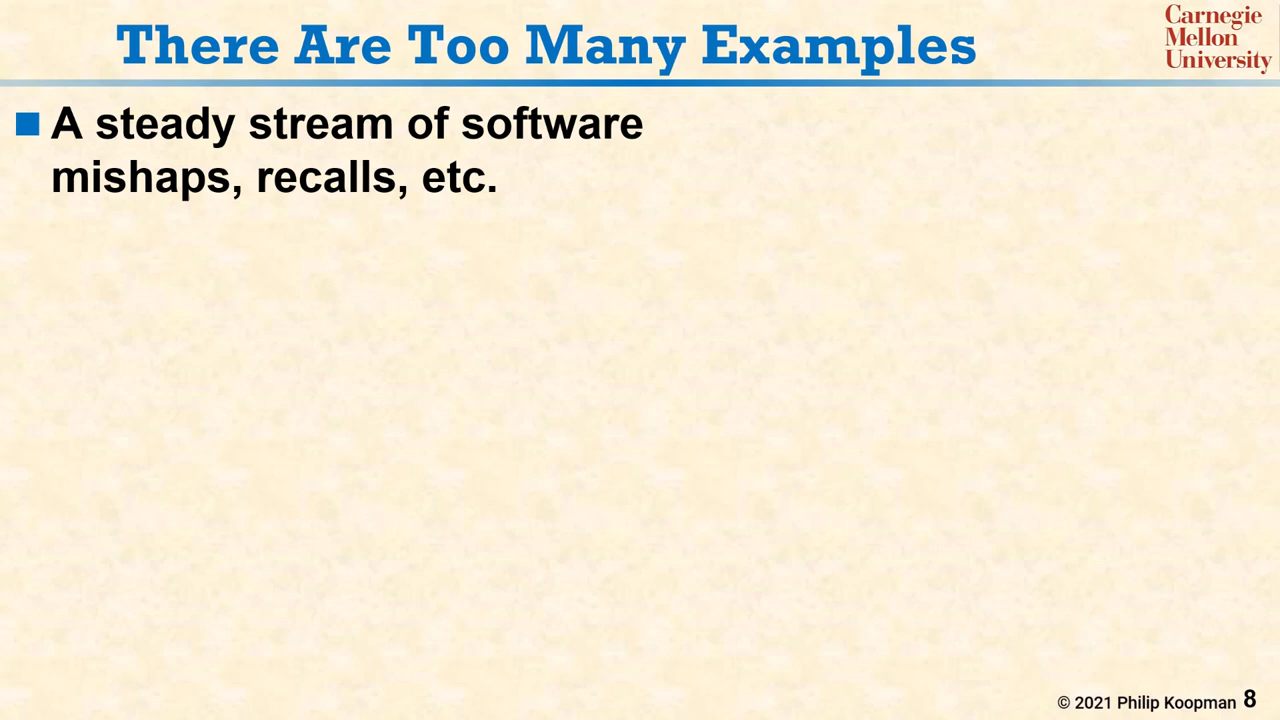 There Are Too Many Examples
Carnegie
Mellon
University
A steady stream of software
mishaps, recalls, etc.
© 2021 Philip Koopman 8